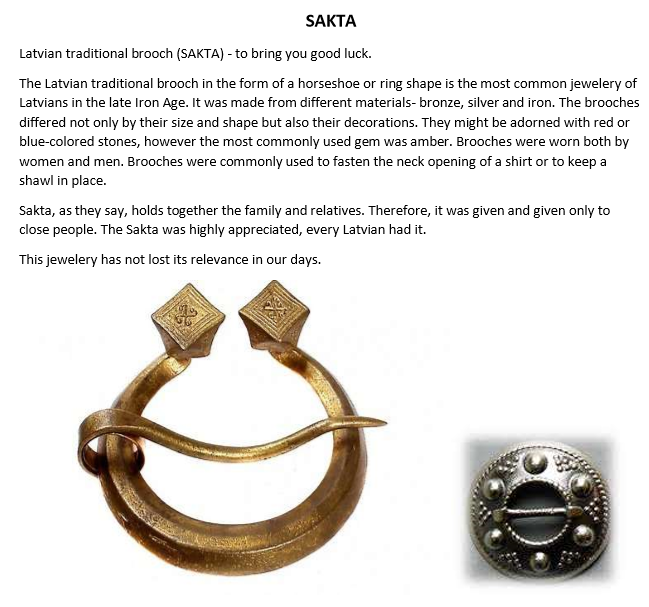 SAKTA
Latvian traditional brooch (SAKTA) - to bring you good luck.
The Latvian traditional brooch in the form of a horseshoe or ring shape is the most common jewelery of
Latvians in the late Iron Age. It was made from different materials- bronze, silver and iron. The brooches
differed not only by their size and shape but also their decorations. They might be adorned with red or
blue-colored stones, however the most commonly used gem was amber. Brooches were worn both by
women and men. Brooches were commonly used to fasten the neck opening of a shirt or to keep a
shawl in place.
Sakta, as they say, holds together the family and relatives. Therefore, it was given and given only to
close people. The Sakta was highly appreciated, every Latvian had it.
This jewelery has not lost its relevance in our days.